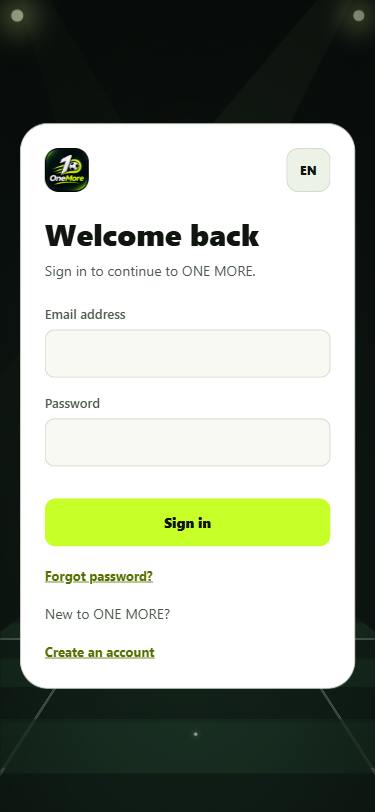 OneMore
EN
Welcome back
Sign in to continue to ONE MORE.
Email address
Password
Sign in
Forgot password?
New to ONE MORE?
Create an account